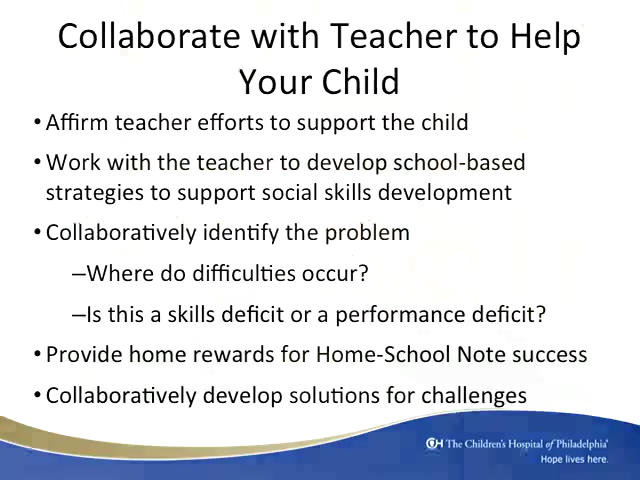 Collaborate with Teacher to Help
Your Child
• Affirm teacher efforts to support the child
• Work with the teacher to develop school-based
strategies to support social skills development
• Collaboratively identify the problem
–Where do difficulties occur?
–Is this a skills deficit or a performance deficit?
• Provide home rewards for Home-School Note success
• Collaboratively develop solutions for challenges
The Children's Hospital of Philadelphia®
Hope lives here.